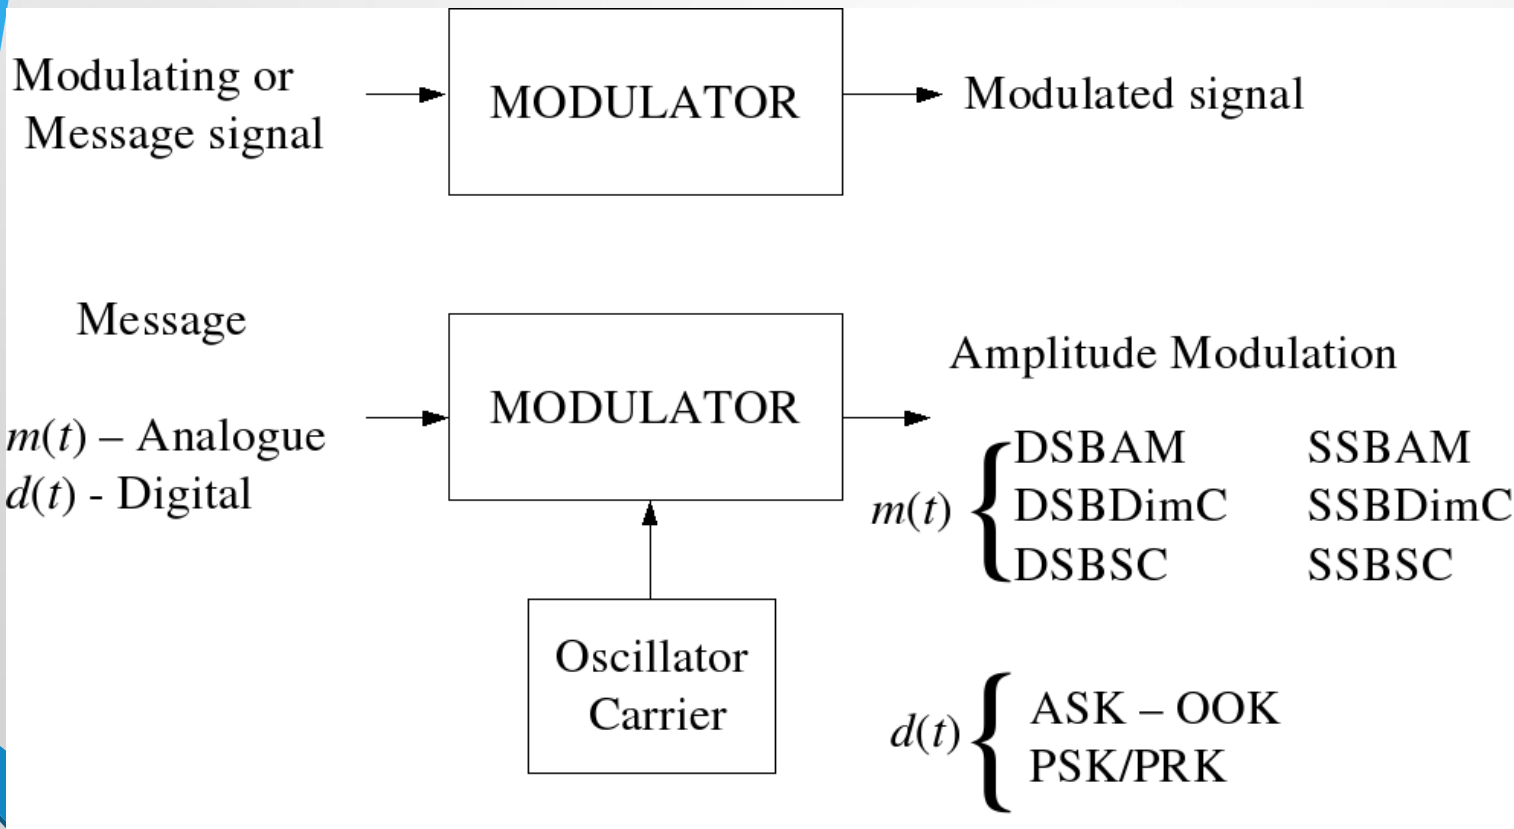 Modulating or
Message signal
MODULATOR
Modulated signal
Message
m(t) – Analogue
d(t) - Digital
MODULATOR
Oscillator
Carrier
Amplitude Modulation
m(t)
DSBAM SSBAM
DSBDimC SSBDimC
DSBSC SSBSC
d(t)
ASK – OOK
PSK/PRK